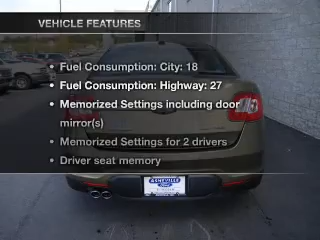 VEHICLE FEATURES
• Fuel Consumption: City: 18
• Fuel Consumption: Highway: 27
• Memorized Settings including door
mirror(s)
• Memorized Settings for 2 drivers
• Driver seat memory
ASHEVILLE